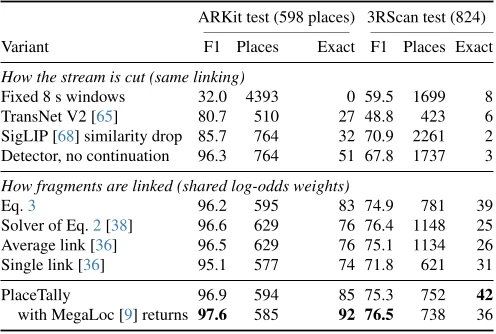 ARKit test (598 places) 3RScan test (824)
Variant F1 Places Exact F1 Places Exact
How the stream is cut (same linking)
Fixed 8 s windows 32.0 4393 0 59.5 1699 8
TransNet V2 [65] 80.7 510 27 48.8 423 6
SigLIP [68] similarity drop 85.7 764 32 70.9 2261 2
Detector, no continuation 96.3 764 51 67.8 1737 3
How fragments are linked (shared log-odds weights)
Eq. 3 96.2 595 83 74.9 781 39
Solver of Eq. 2 [38] 96.6 629 76 76.4 1148 25
Average link [36] 96.5 629 76 75.1 1134 26
Single link [36] 95.1 577 74 71.8 621 31
PlaceTally 96.9 594 85 75.3 752 42
with MegaLoc [9] returns 97.6 585 92 76.5 738 36